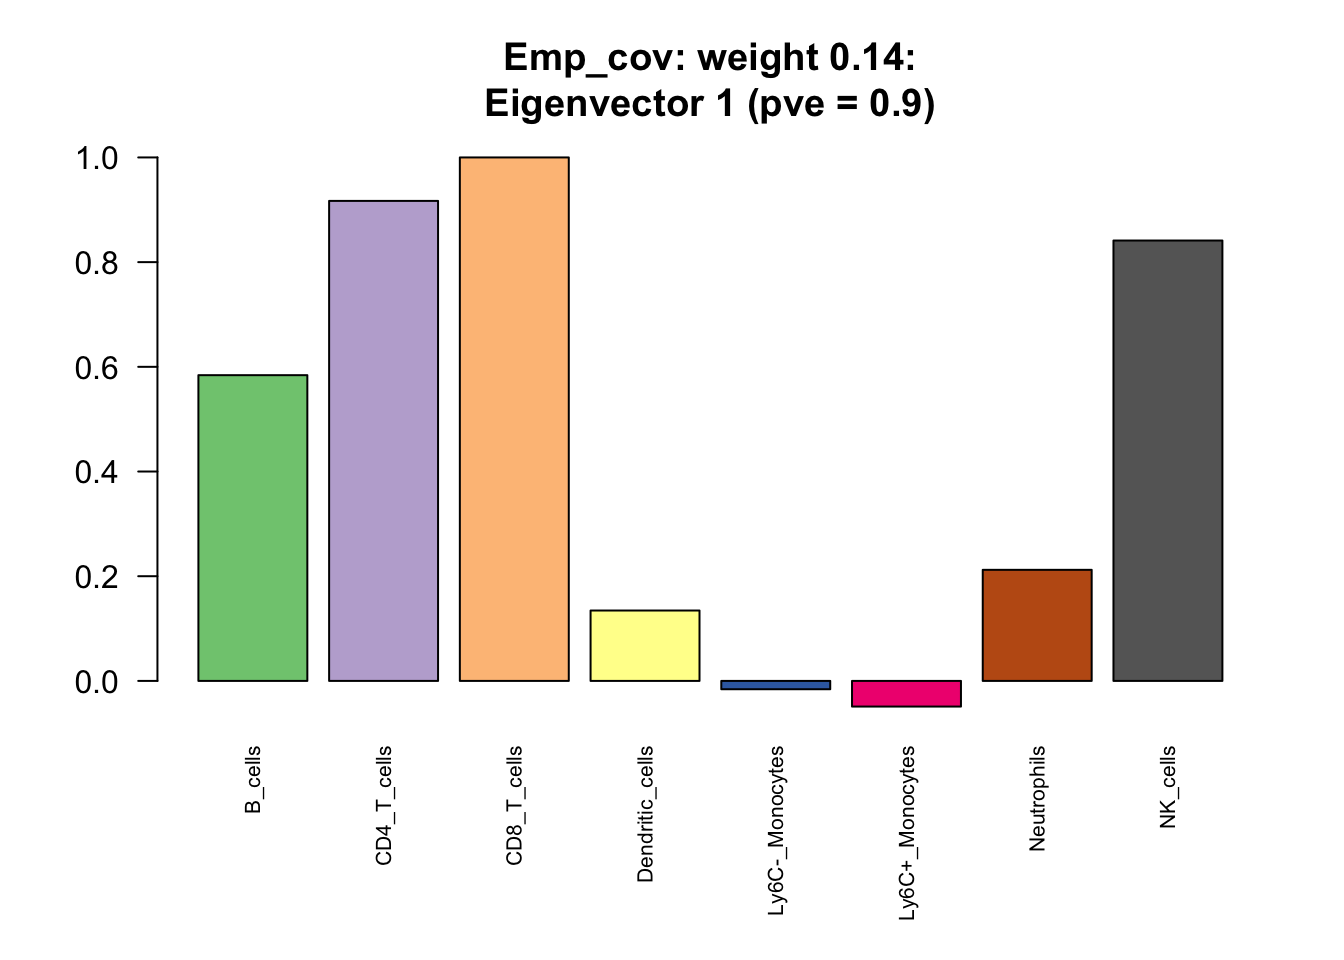 Emp_cov: weight 0.14:
Eigenvector 1 (pve = 0.9)
1.0
0.8
0.6
0.4
0.2
0.0
B_cells
CD4_T_cells
CD8_T_cells
Dendritic_cells
Ly6C-_Monocytes
Ly6C+_Monocytes
Neutrophils
NK_cells